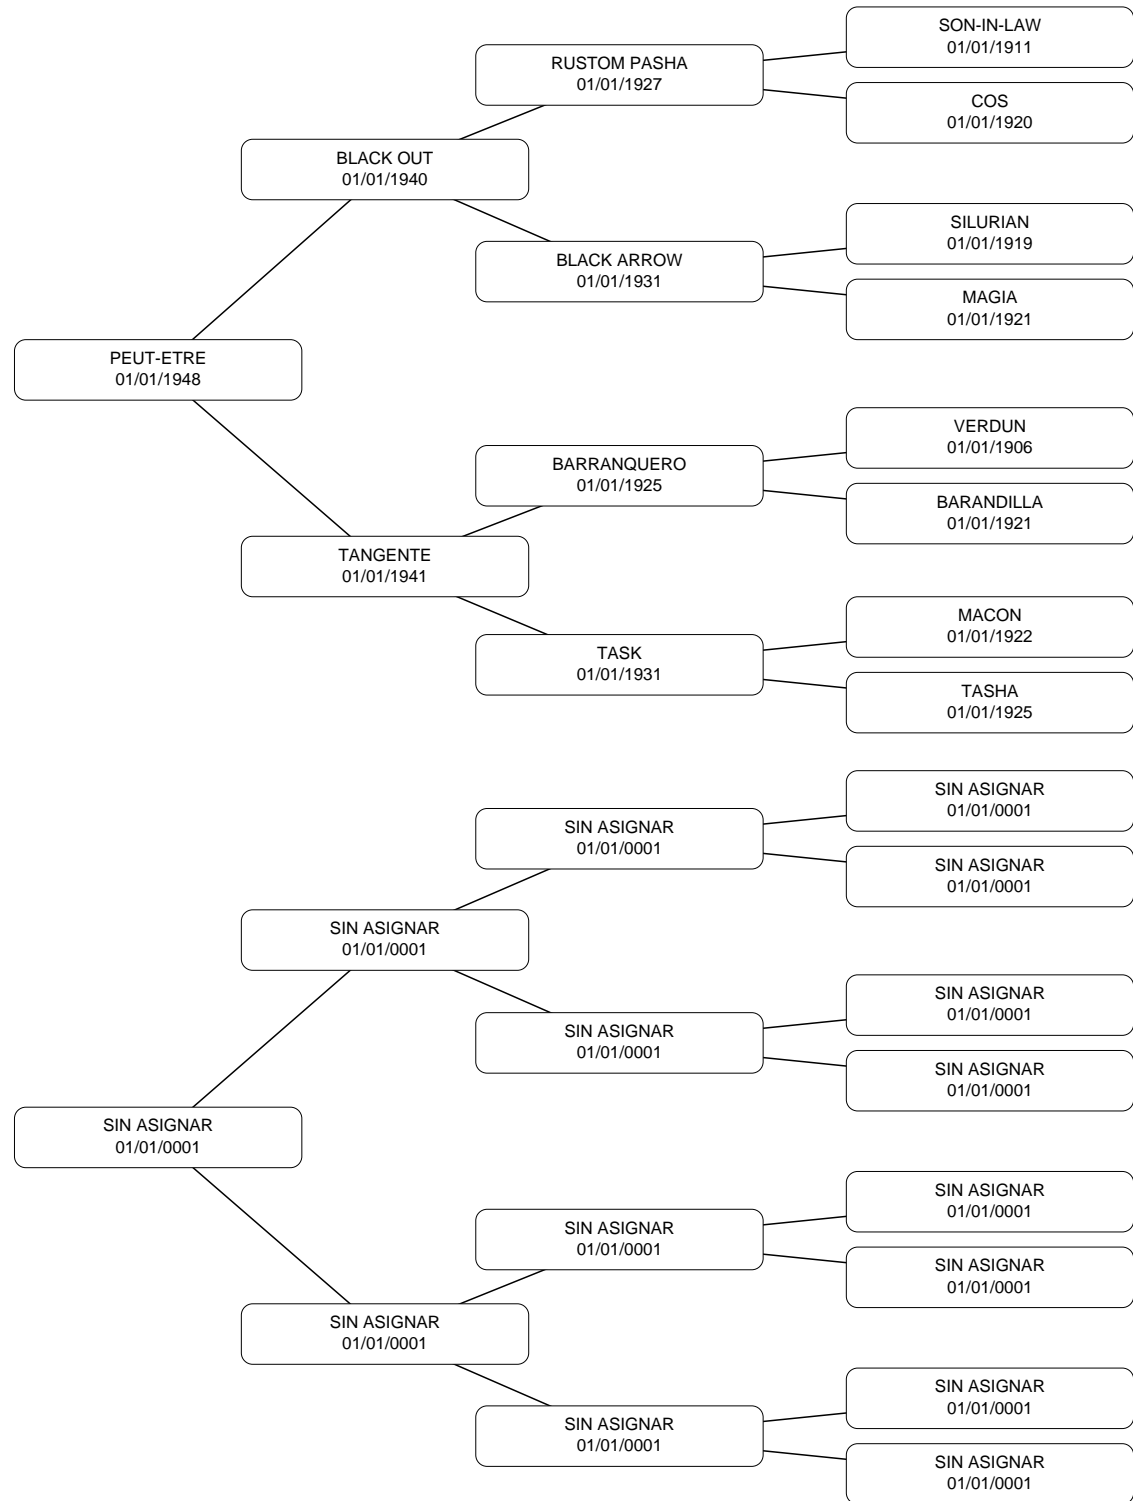 SON-IN-LAW
01/01/1911
RUSTOM PASHA
01/01/1927
COS
01/01/1920
BLACK OUT
01/01/1940
SILURIAN
01/01/1919
BLACK ARROW
01/01/1931
MAGIA
01/01/1921
PEUT-ETRE
01/01/1948
VERDUN
01/01/1906
BARRANQUERO
01/01/1925
BARANDILLA
01/01/1921
TANGENTE
01/01/1941
MACON
01/01/1922
TASK
01/01/1931
TASHA
01/01/1925
SIN ASIGNAR
01/01/0001
SIN ASIGNAR
01/01/0001
SIN ASIGNAR
01/01/0001
SIN ASIGNAR
01/01/0001
SIN ASIGNAR
01/01/0001
SIN ASIGNAR
01/01/0001
SIN ASIGNAR
01/01/0001
SIN ASIGNAR
01/01/0001
SIN ASIGNAR
01/01/0001
SIN ASIGNAR
01/01/0001
SIN ASIGNAR
01/01/0001
SIN ASIGNAR
01/01/0001
SIN ASIGNAR
01/01/0001
SIN ASIGNAR
01/01/0001
SIN ASIGNAR
01/01/0001